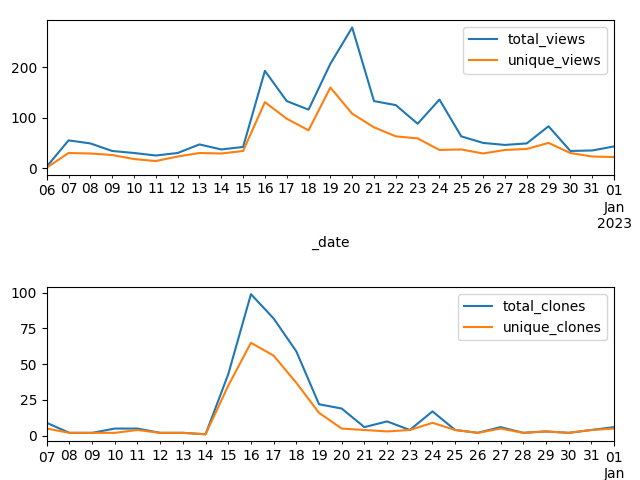 total_views
unique_views
200
100
0
06 07 08 09 10 11 12 13 14 15 16 17 18 19 20 21 22 23 24 25 26 27 28 29 30 31 01
Jan
2023
_date
total_clones
unique_clones
100
75
50
25
0
07 08 09 10 11 12 13 14 15 16 17 18 19 20 21 22 23 24 25 26 27 28 29 30 31 01
Jan